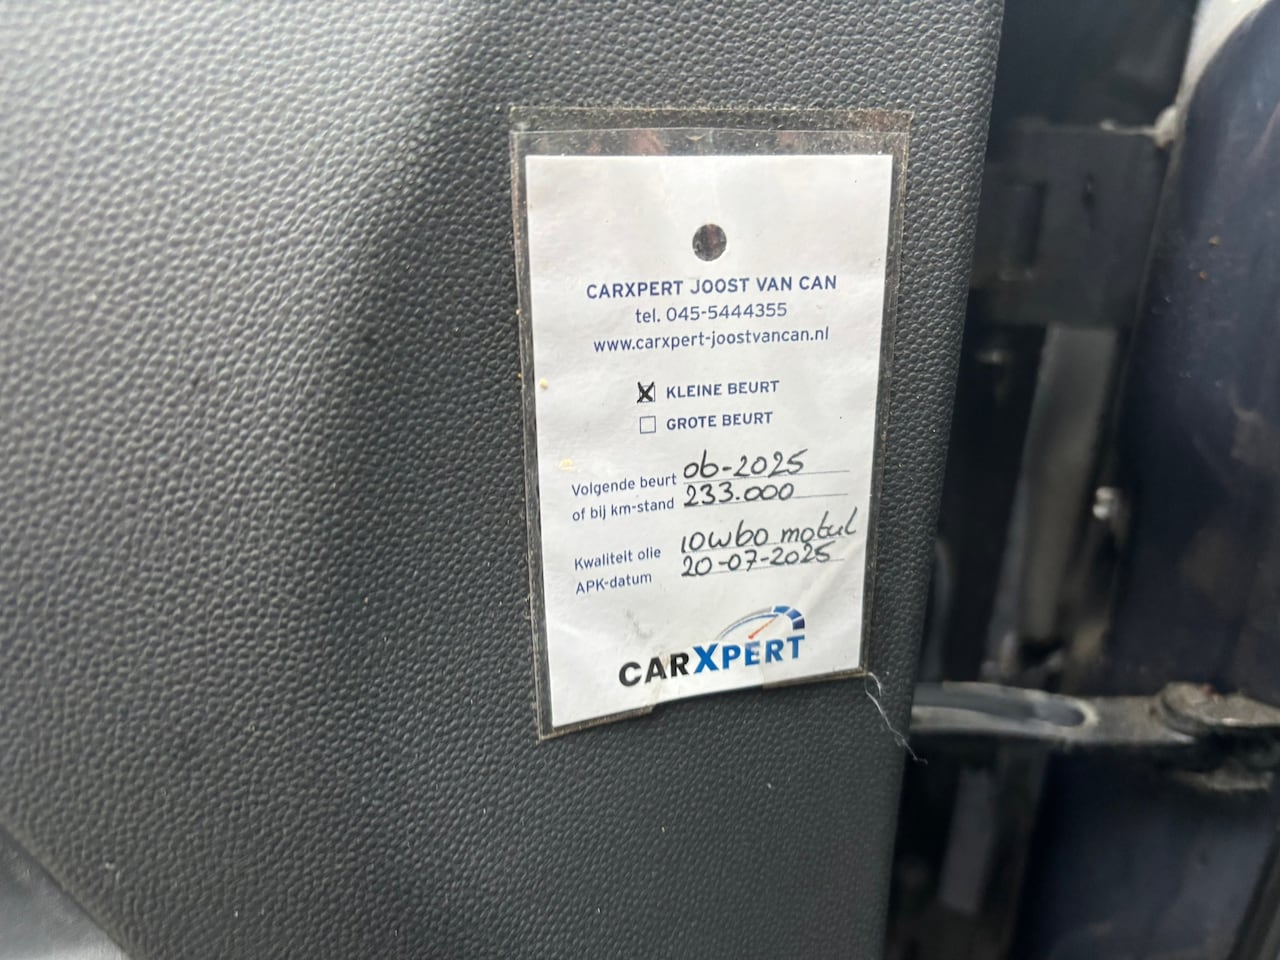 CARXPERT JOOST VAN CAN
tel. 045-5444355
www.carxpert-joostvancan.nl
KLEINE BEURT
GROTE BEURT
Volgende beurt 06-2025
of bij km-stand 233.000
Kwaliteit olie 10w60 motul
APK-datum 20-07-2025
CARXPERT